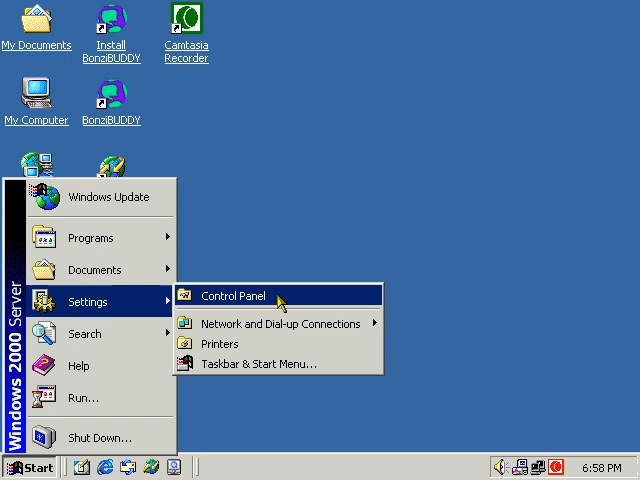 My Documents
Install
BonziBUDDY
Camtasia
Recorder
My Computer
BonziBUDDY
Windows 2000 Server
Windows Update
Programs
Documents
Settings
Search
Help
Run...
Shut Down...
Control Panel
Network and Dial-up Connections
Printers
Taskbar & Start Menu...
Start
6:58 PM